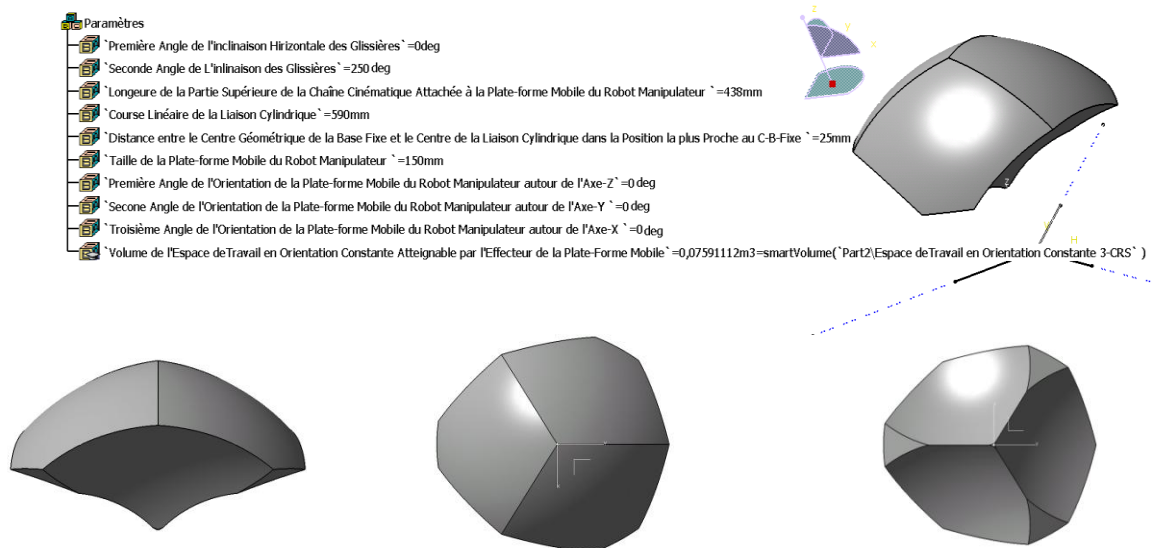 Paramètres
`Première Angle de l'inclinaison Hirizontale des Glissières`=0deg
`Seconde Angle de L'inlinaison des Glissières`=250 deg
`Longeure de la Partie Supérieure de la Chaîne Cinématique Attachée à la Plate-forme Mobile du Robot Manipulateur `=438mm
`Course Linéaire de la Liaison Cylindrique`=590mm
`Distance entre le Centre Géométrique de la Base Fixe et le Centre de la Liaison Cylindrique dans la Position la plus Proche au C-B-Fixe `=25mm
`Taille de la Plate-forme Mobile du Robot Manipulateur `=150mm
`Première Angle de l'Orientation de la Plate-forme Mobile du Robot Manipulateur autour de l'Axe-Z`=0 deg
`Secone Angle de l'Orientation de la Plate-forme Mobile du Robot Manipulateur autour de l'Axe-Y `=0 deg
`Troisième Angle de l'Orientation de la Plate-forme Mobile du Robot Manipulateur autour de l'Axe-X `=0deg
`Volume de l'Espace deTravail en Orientation Constante Atteignable par l'Effecteur de la Plate-Forme Mobile`=0,07591112m3=smartVolume(`Part2\Espace deTravail en Orientation Constante 3-CRS` )
z
y
x
z
H